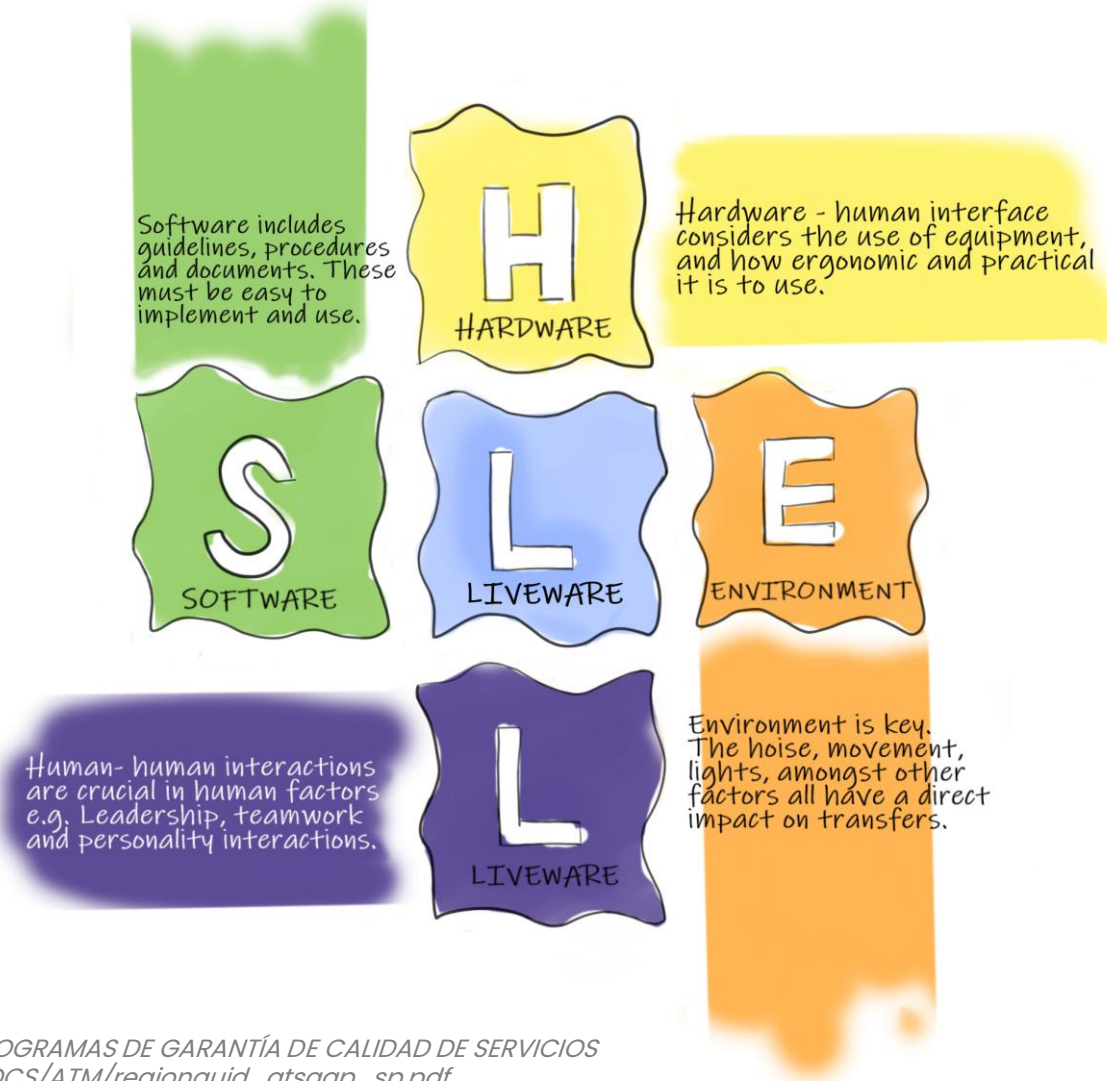 Software includes
guidelines, procedures
and documents. These
must be easy to
implement and use.
H
HARDWARE
Hardware - human interface
considers the use of equipment,
and how ergonomic and practical
it is to use.
S
SOFTWARE
L
LIVEWARE
E
ENVIRONMENT
Human- human interactions
are crucial in human factors
e.g. Leadership, teamwork
and personality interactions.
L
LIVEWARE
Environment is key.
The hoise, movement,
lights, amongst other
factors all have a direct
impact on transfers.
OGRAMAS DE GARANTÍA DE CALIDAD DE SERVICIOS